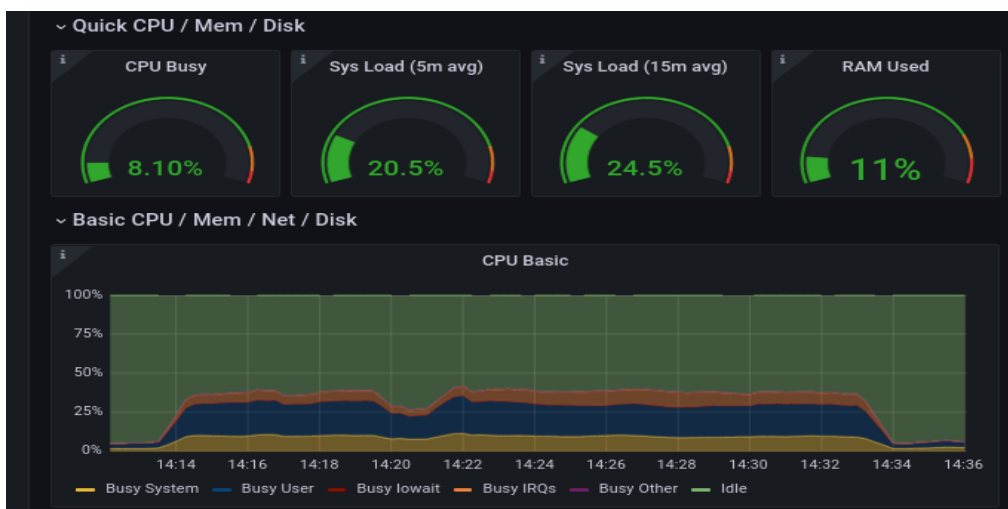 Quick CPU / Mem / Disk
i CPU Busy i Sys Load (5m avg) i Sys Load (15m avg) i RAM Used
8.10% 20.5% 24.5% 11%
Basic CPU / Mem / Net / Disk
i CPU Basic
100%
75%
50%
25%
0%
14:14 14:16 14:18 14:20 14:22 14:24 14:26 14:28 14:30 14:32 14:34 14:36
Busy System Busy User Busy Iowait Busy IRQs Busy Other Idle